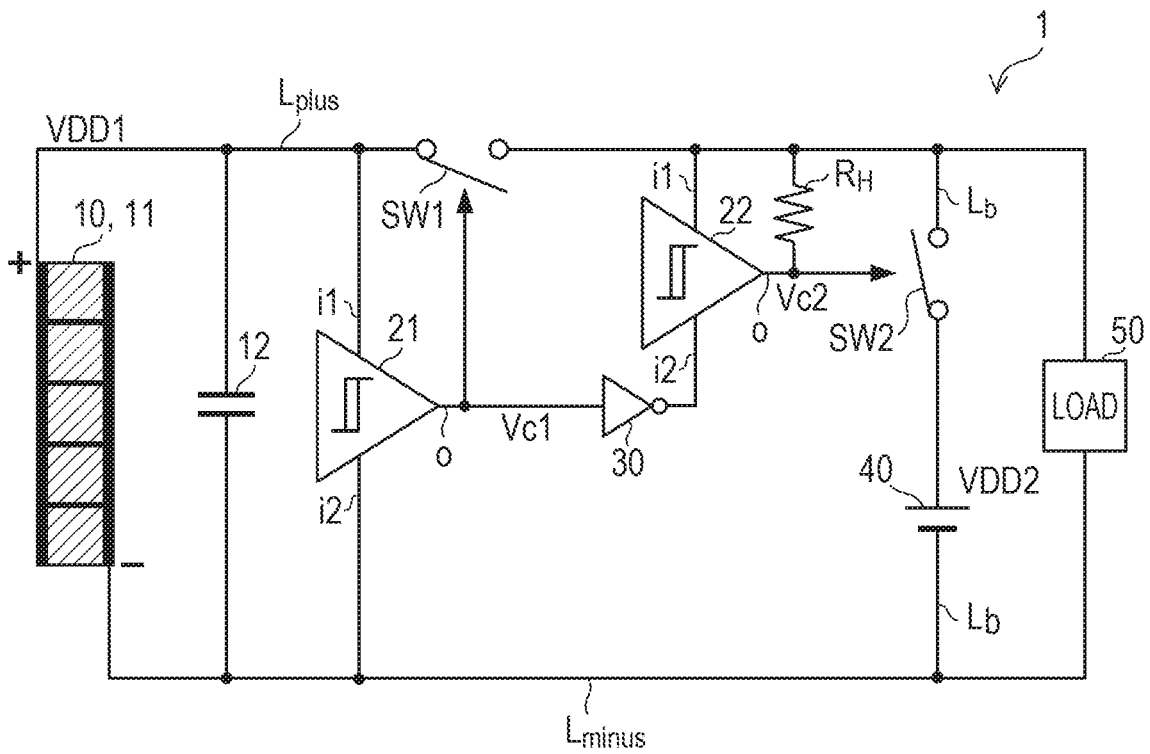 1
VDD1
Lplus
SW1
i1
22
RH
Lb
10, 11
+
−
12
i1
21
o
Vc1
i2
30
i2
o
Vc2
SW2
50
LOAD
40
VDD2
Lb
Lminus